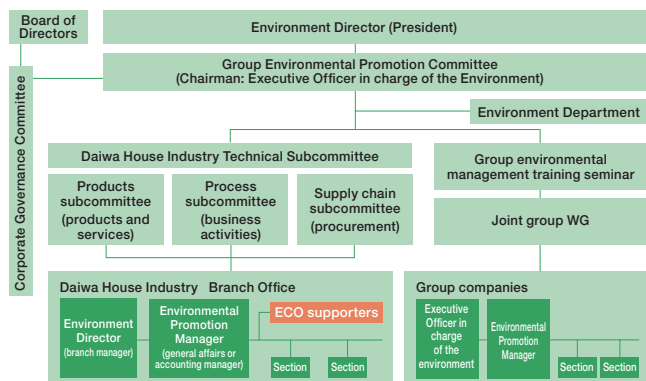 Board of
Directors
Environment Director (President)
Corporate Governance Committee
Group Environmental Promotion Committee
(Chairman: Executive Officer in charge of the Environment)
Environment Department
Daiwa House Industry Technical Subcommittee
Group environmental
management training seminar
Products
subcommittee
(products and
services)
Process
subcommittee
(business
activities)
Supply chain
subcommittee
(procurement)
Joint group WG
Daiwa House Industry Branch Office
Environment
Director
(branch manager)
Environmental
Promotion
Manager
(general affairs or
accounting manager)
ECO supporters
Section
Section
Group companies
Executive
Officer in
charge
of the
environment
Environmental
Promotion
Manager
Section
Section